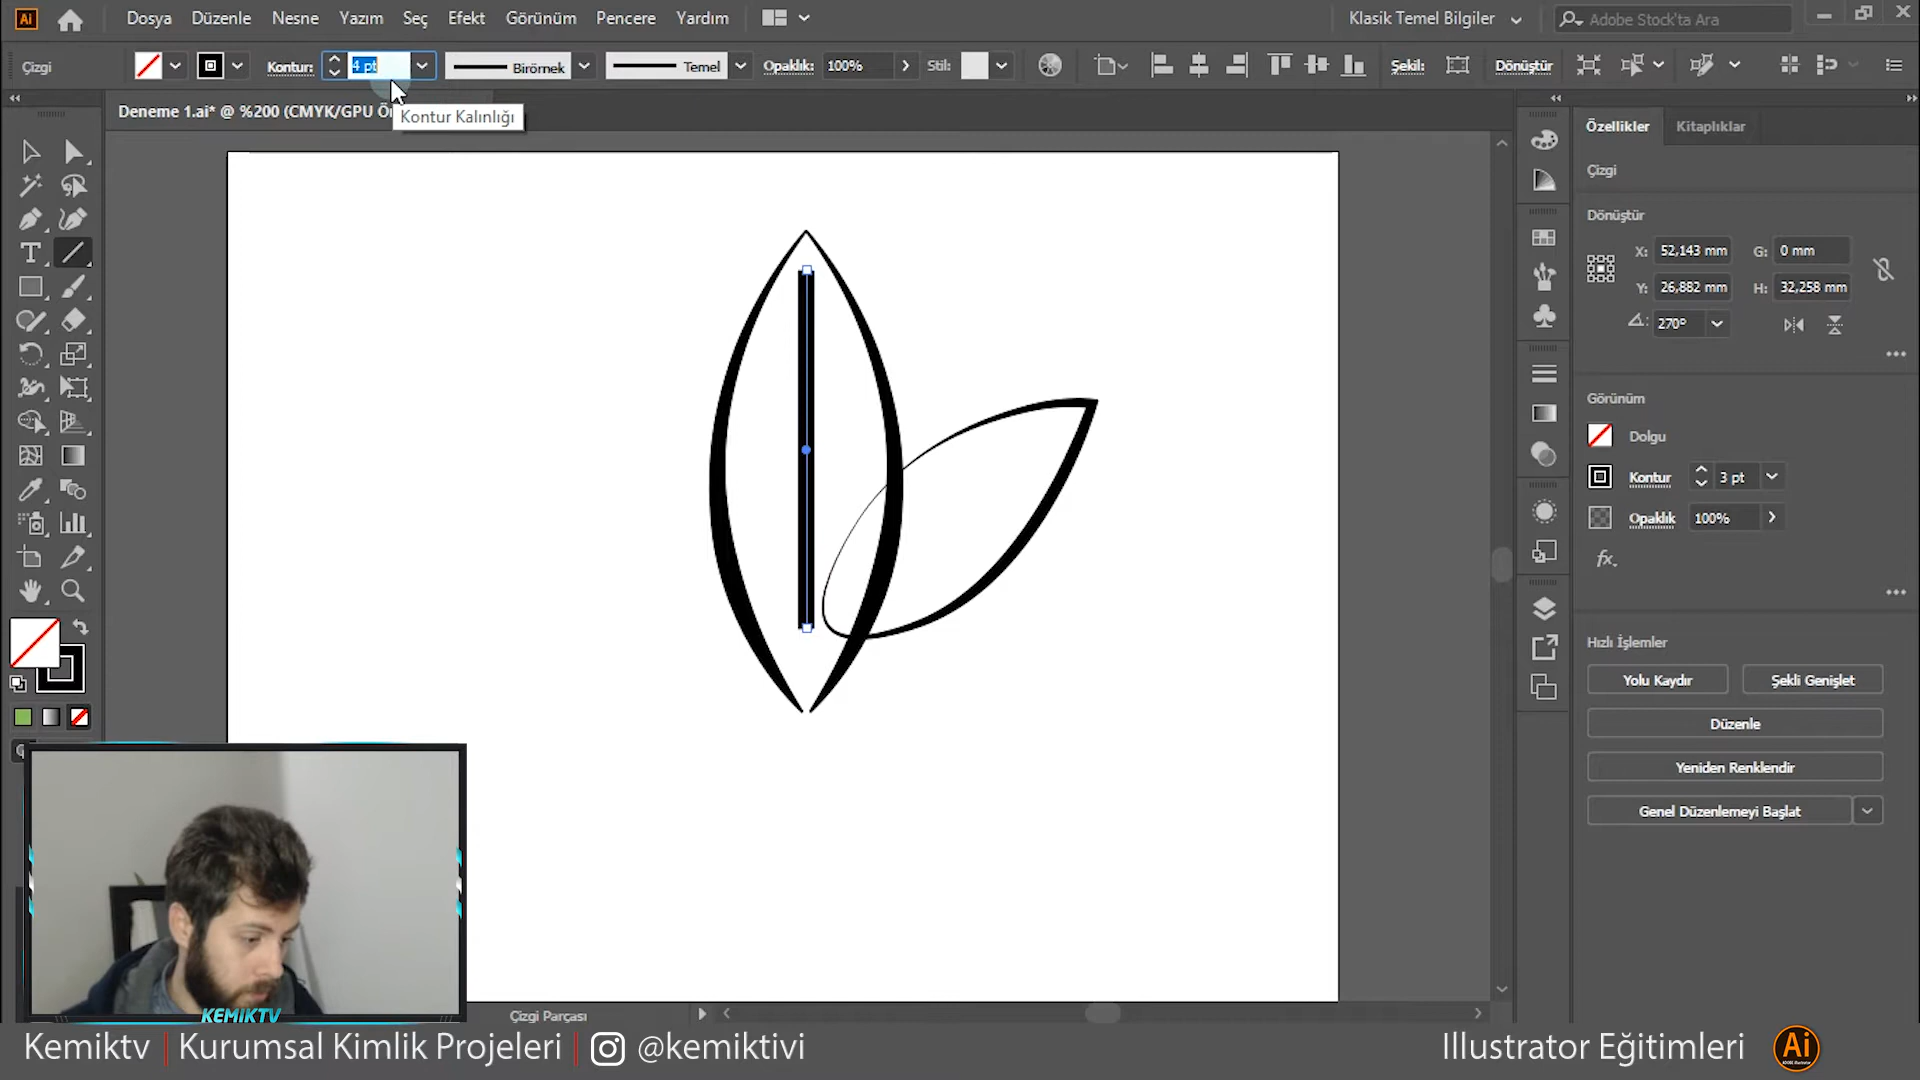 Ai Dosya Düzenle Nesne Yazım Seç Efekt Görünüm Pencere Yardım Klasik Temel Bilgiler Adobe Stock'ta Ara
Çizgi Kontur: 4 pt Birörnek Temel Opaklık: 100% Stil: Şekil: Dönüştür
Deneme 1.ai* @ %200 (CMYK/GPU Ön
Kontur Kalınlığı
Özellikler Kitaplıklar
Çizgi
Dönüştür
X: 52,143 mm G: 0 mm
Y: 26,882 mm H: 32,258 mm
270°
Görünüm
Dolgu
Kontur 3 pt
Opaklık 100%
fx.
Hızlı İşlemler
Yolu Kaydır Şekli Genişlet
Düzenle
Yeniden Renklendir
Genel Düzenlemeyi Başlat
KEMIKTV
Çizgi Parçası
Kemiktv | Kurumsal Kimlik Projeleri | @kemiktivi Illustrator Eğitimleri Ai